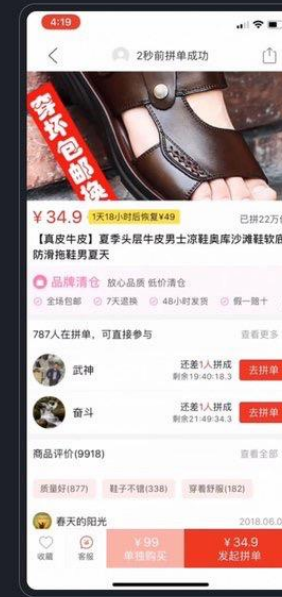 4:19
2秒前拼单成功
穿坏包邮换
¥34.9 1天18小时后恢复¥49 已拼22万
【真皮牛皮】夏季头层牛皮男士凉鞋奥库沙滩鞋软底
防滑拖鞋男夏天
品牌清仓 放心品质 低价清仓
全场包邮 7天退换 48小时发货 假一赔十
787人在拼单，可直接参与 查看更多
武神 还差1人拼成 去拼单
剩余19:40:18.3
奋斗 还差1人拼成 去拼单
剩余21:49:34.3
商品评价(9918) 查看全部
质量好(877) 鞋子不错(338) 穿着舒服(182)
春天的阳光 2018.06.0
收藏 客服 ¥99 ¥34.9
单独购买 发起拼单